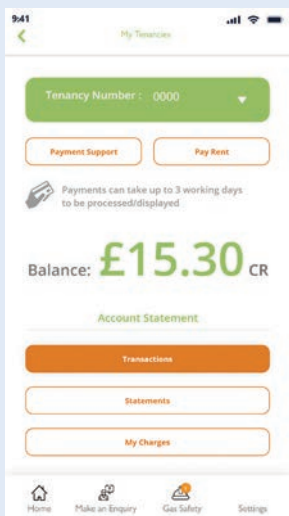 9:41
My Tenancies
Tenancy Number : 0000
Payment Support
Pay Rent
Payments can take up to 3 working days
to be processed/displayed
Balance: £15.30 CR
Account Statement
Transactions
Statements
My Charges
Home
Make an Enquiry
Gas Safety
Settings